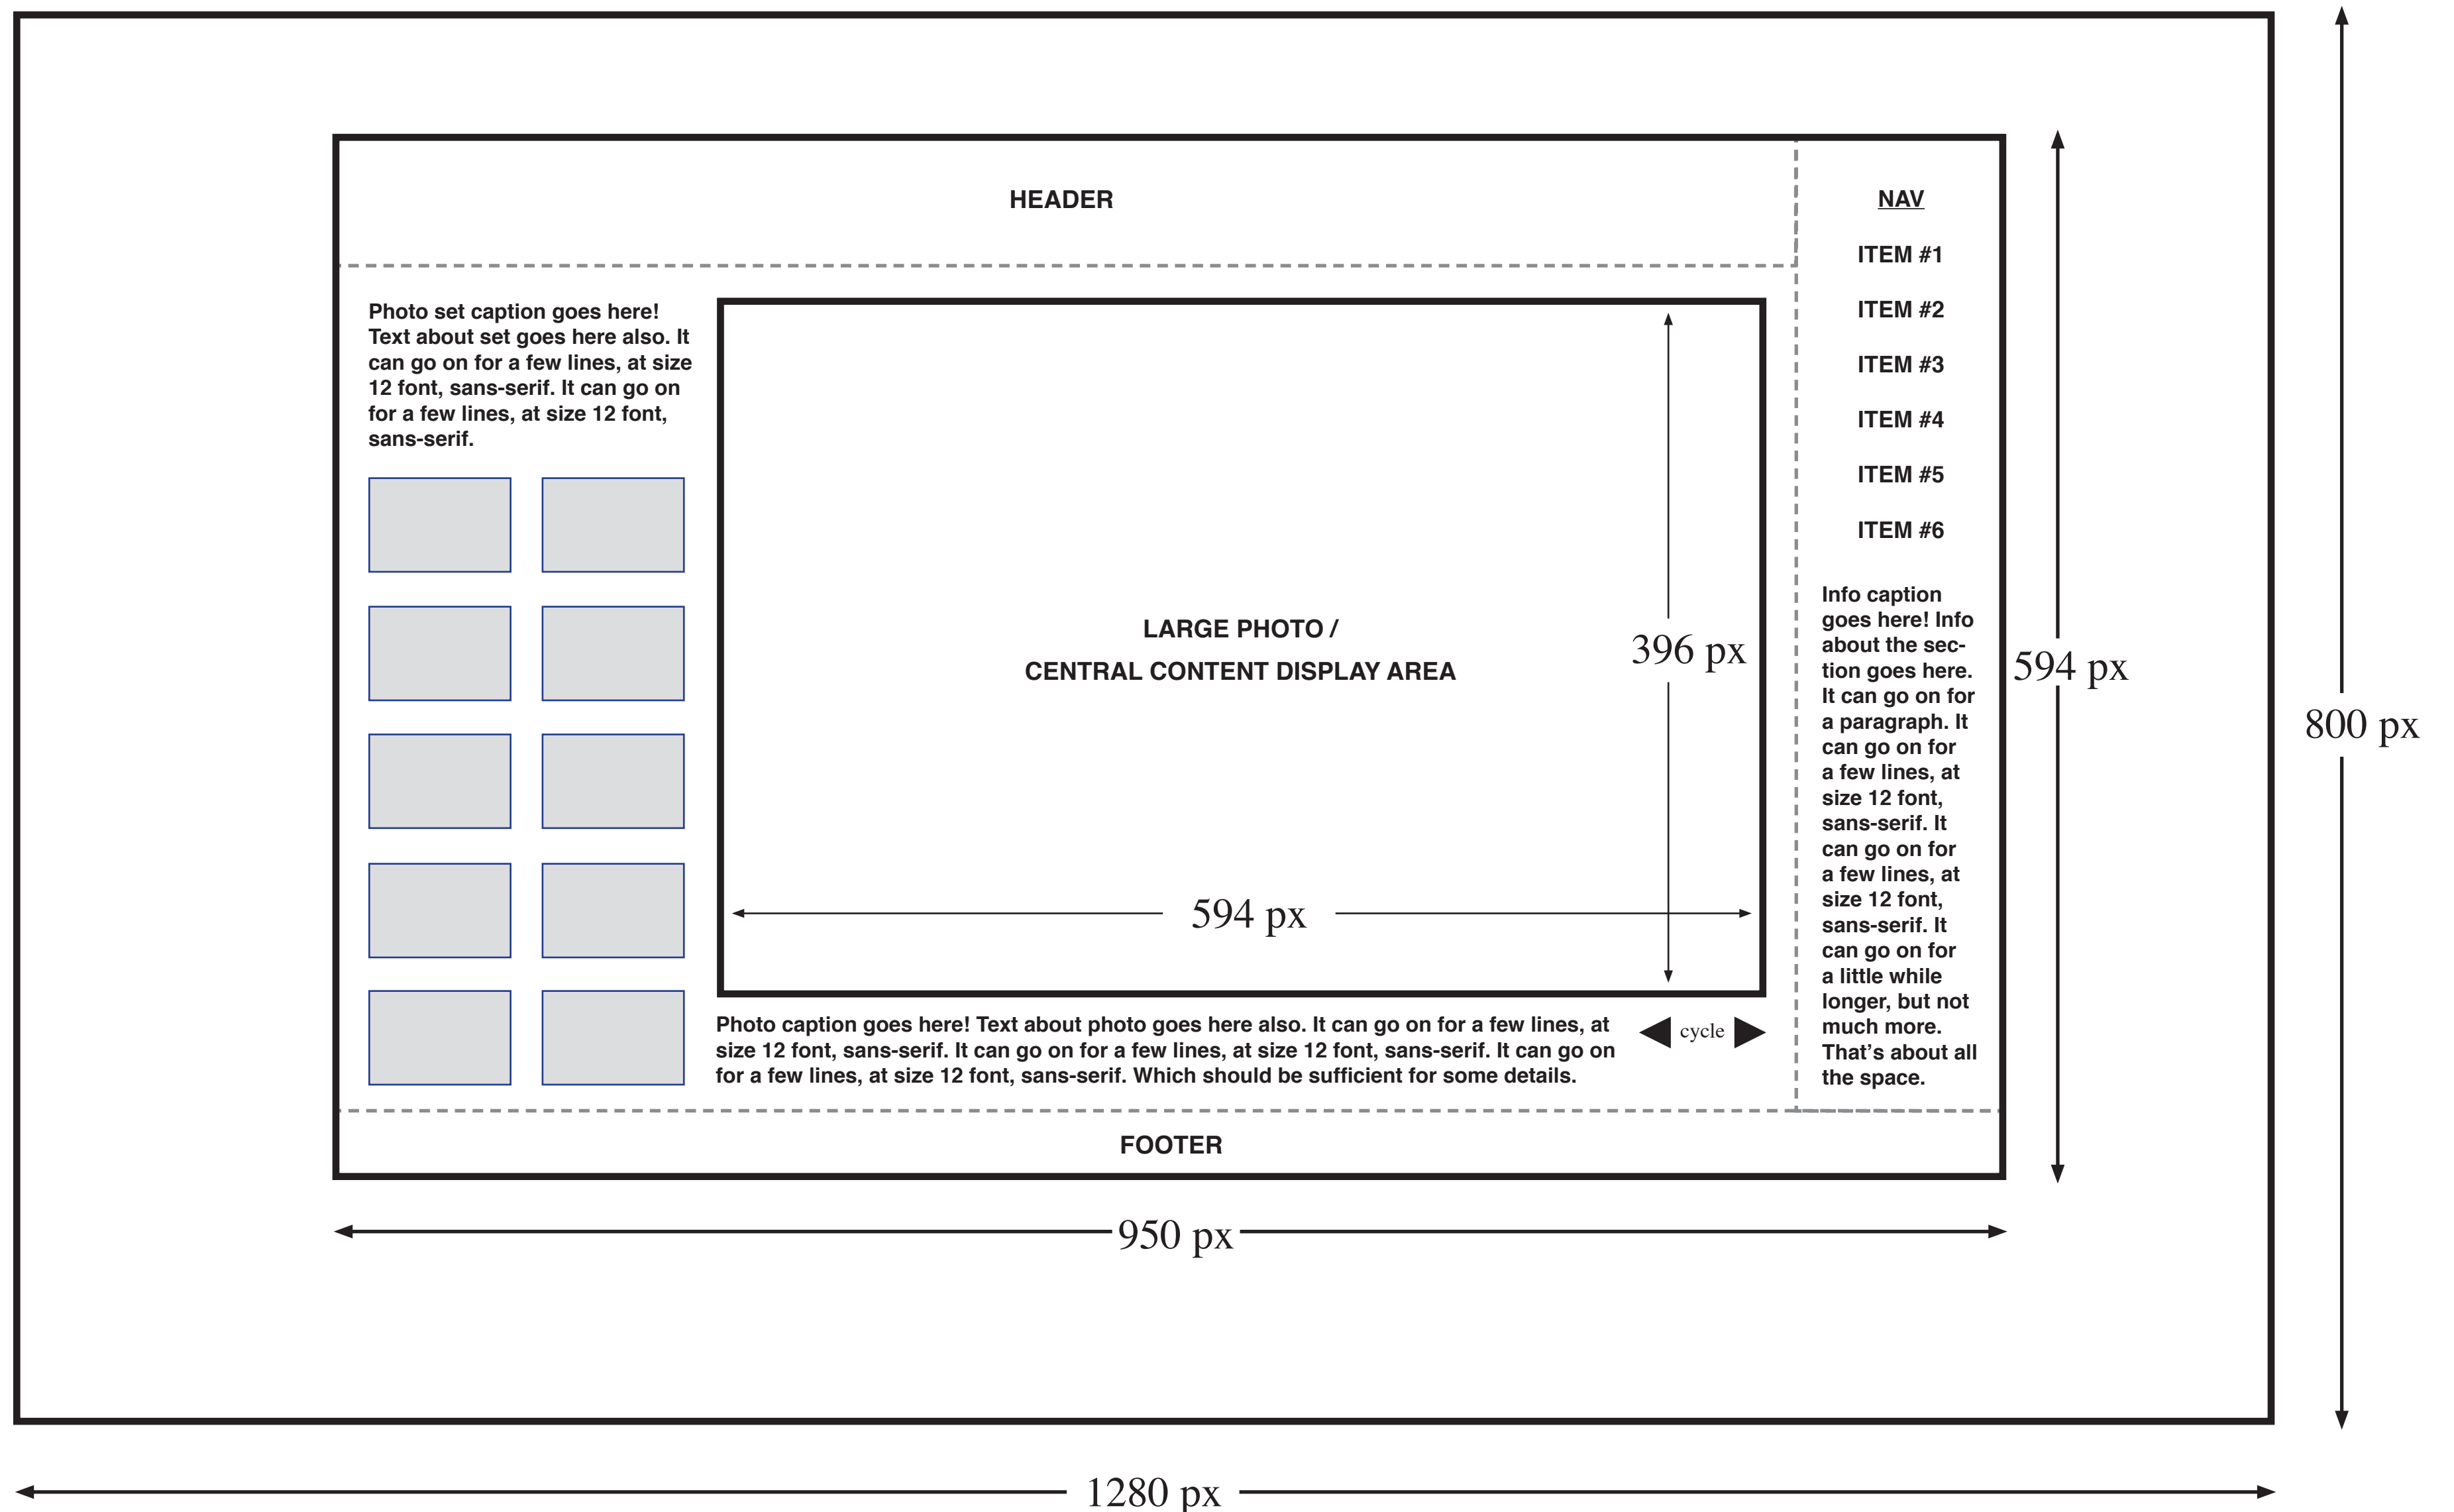 HEADER
NAV
ITEM #1
ITEM #2
ITEM #3
ITEM #4
ITEM #5
ITEM #6
Photo set caption goes here!
Text about set goes here also. It
can go on for a few lines, at size
12 font, sans-serif. It can go on
for a few lines, at size 12 font,
sans-serif.
LARGE PHOTO /
CENTRAL CONTENT DISPLAY AREA
396 px
594 px
Photo caption goes here! Text about photo goes here also. It can go on for a few lines, at
size 12 font, sans-serif. It can go on for a few lines, at size 12 font, sans-serif. It can go on
for a few lines, at size 12 font, sans-serif. Which should be sufficient for some details.
cycle
Info caption
goes here! Info
about the sec-
tion goes here.
It can go on for
a paragraph. It
can go on for
a few lines, at
size 12 font,
sans-serif. It
can go on for
a few lines, at
size 12 font,
sans-serif. It
can go on for
a little while
longer, but not
much more.
That’s about all
the space.
FOOTER
594 px
800 px
950 px
1280 px